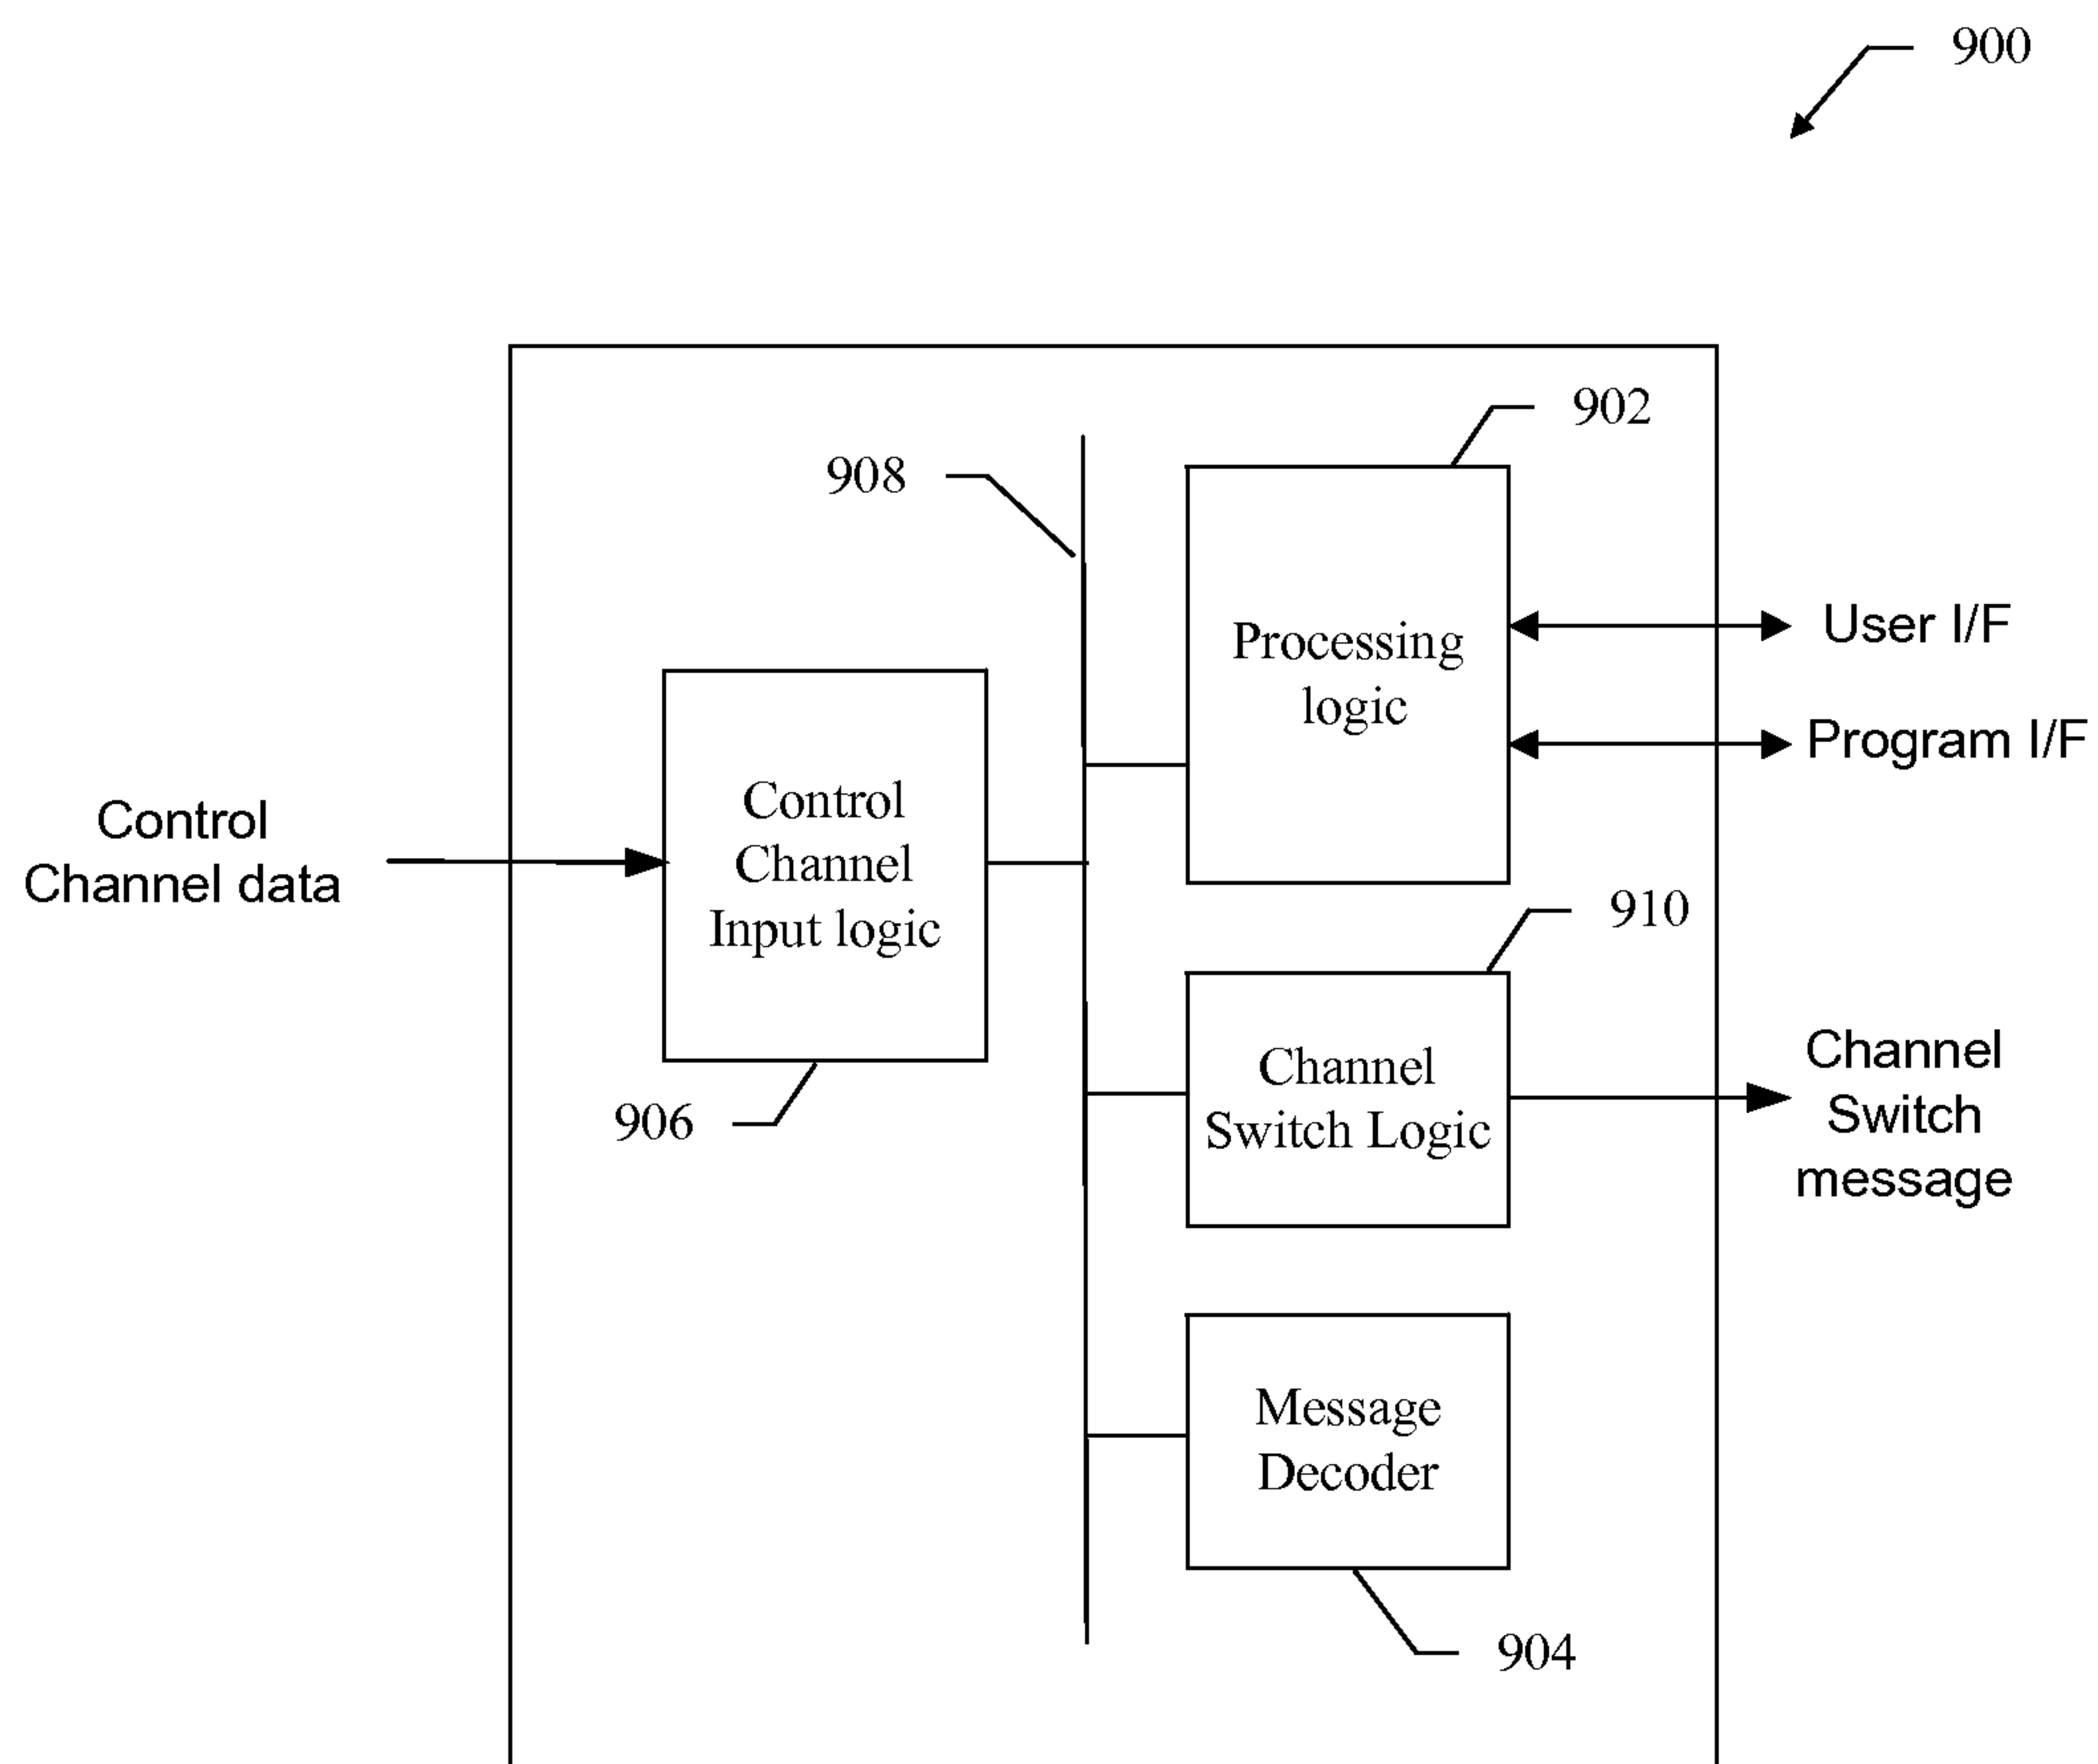 900
902
908
User I/F
Processing
logic
Program I/F
Control
Channel data
Control
Channel
Input logic
910
906
Channel
Switch Logic
Channel
Switch
message
Message
Decoder
904